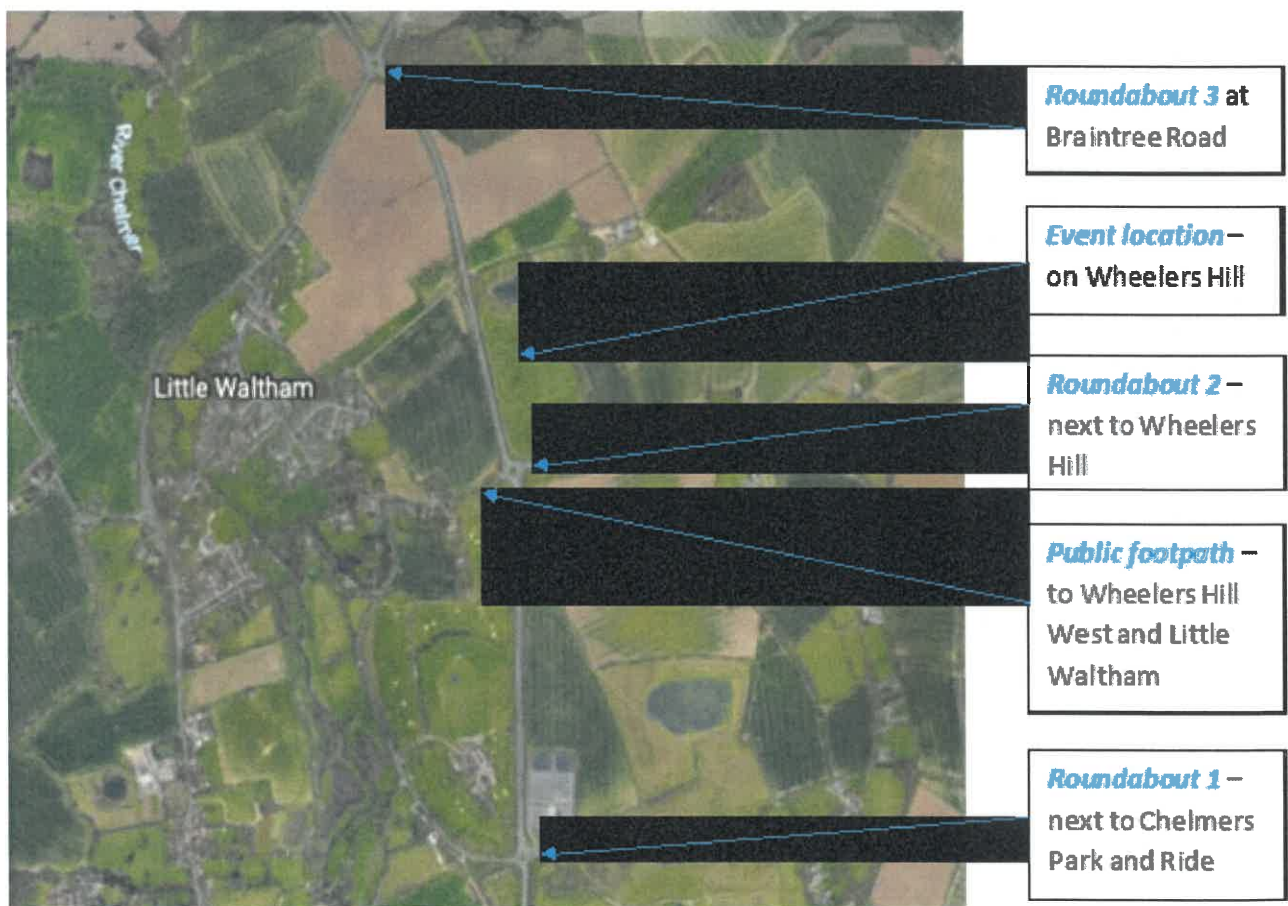 River Chelmer
Little Waltham
Roundabout 3 at
Braintree Road
Event location –
on Wheelers Hill
Roundabout 2 –
next to Wheelers
Hill
Public footpath –
to Wheelers Hill
West and Little
Waltham
Roundabout 1 –
next to Chelmers
Park and Ride